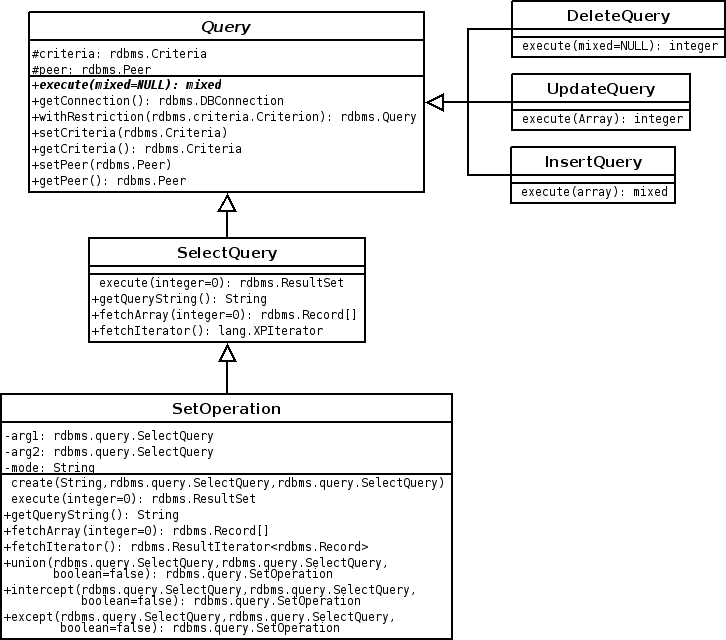 Query
#criteria: rdbms.Criteria
#peer: rdbms.Peer
+execute(mixed=NULL): mixed
+getConnection(): rdbms.DBConnection
+withRestriction(rdbms.criteria.Criterion): rdbms.Query
+setCriteria(rdbms.Criteria)
+getCriteria(): rdbms.Criteria
+setPeer(rdbms.Peer)
+getPeer(): rdbms.Peer
DeleteQuery
execute(mixed=NULL): integer
UpdateQuery
execute(Array): integer
InsertQuery
execute(array): mixed
SelectQuery
execute(integer=0): rdbms.ResultSet
+getQueryString(): String
+fetchArray(integer=0): rdbms.Record[]
+fetchIterator(): lang.XPIterator
SetOperation
-arg1: rdbms.query.SelectQuery
-arg2: rdbms.query.SelectQuery
-mode: String
create(String,rdbms.query.SelectQuery,rdbms.query.SelectQuery)
execute(integer=0): rdbms.ResultSet
+getQueryString(): String
+fetchArray(integer=0): rdbms.Record[]
+fetchIterator(): rdbms.ResultIterator<rdbms.Record>
+union(rdbms.query.SelectQuery,rdbms.query.SelectQuery,
boolean=false): rdbms.query.SetOperation
+intercept(rdbms.query.SelectQuery,rdbms.query.SelectQuery,
boolean=false): rdbms.query.SetOperation
+except(rdbms.query.SelectQuery,rdbms.query.SelectQuery,
boolean=false): rdbms.query.SetOperation